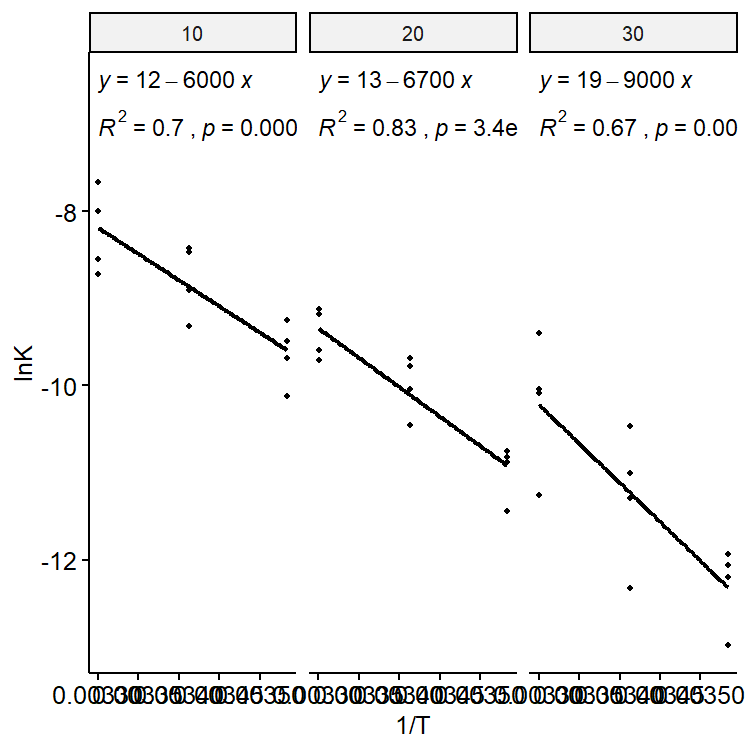 10 20 30
y = 12 – 6000 x y = 13 – 6700 x y = 19 – 9000 x
R² = 0.7 , p = 0.000 R² = 0.83 , p = 3.4e R² = 0.67 , p = 0.00
-8
lnK
-10
-12
1/T